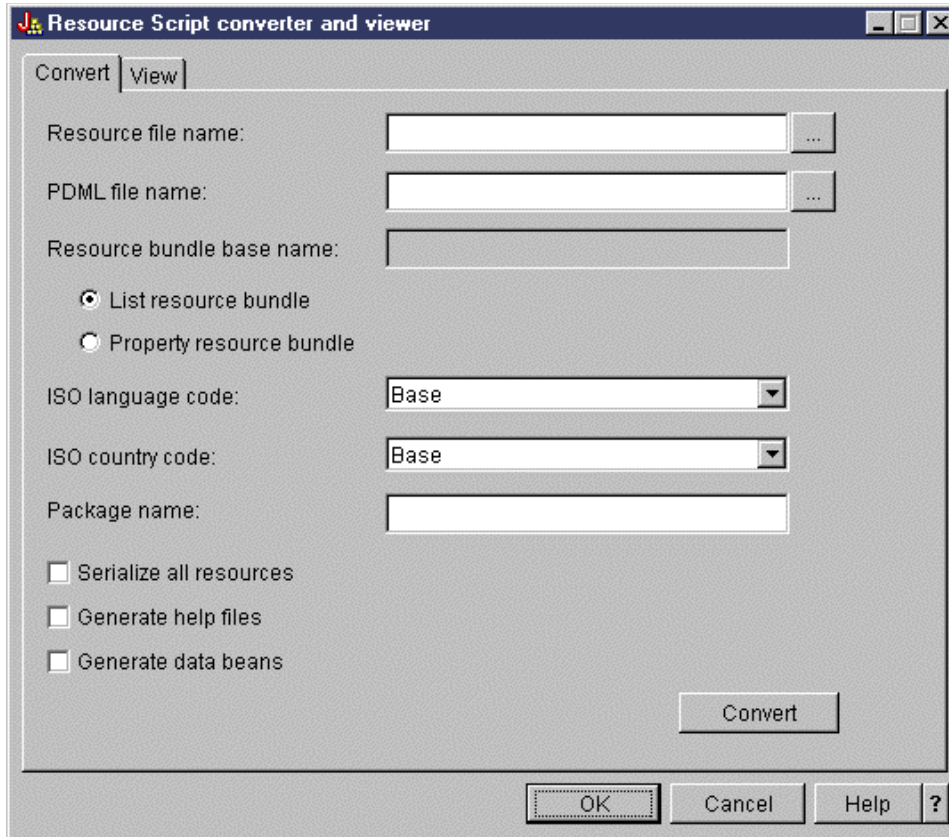 Resource Script converter and viewer
Convert View
Resource file name: ...
PDML file name: ...
Resource bundle base name:
List resource bundle
Property resource bundle
ISO language code: Base
ISO country code: Base
Package name:
Serialize all resources
Generate help files
Generate data beans
Convert
OK Cancel Help ?